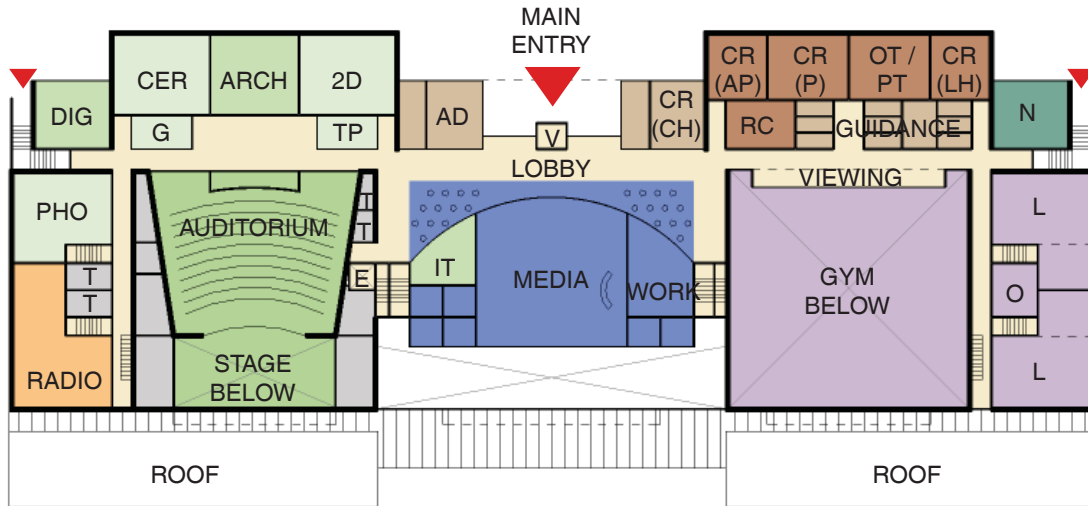 MAIN
ENTRY
CER
ARCH
2D
CR
(AP)
CR
(P)
OT /
PT
CR
(LH)
DIG
AD
CR
(CH)
N
G
TP
V
RC
GUIDANCE
LOBBY
VIEWING
PHO
AUDITORIUM
T
T
L
IT
MEDIA
WORK
E
GYM
BELOW
T
T
O
RADIO
STAGE
BELOW
L
ROOF
ROOF